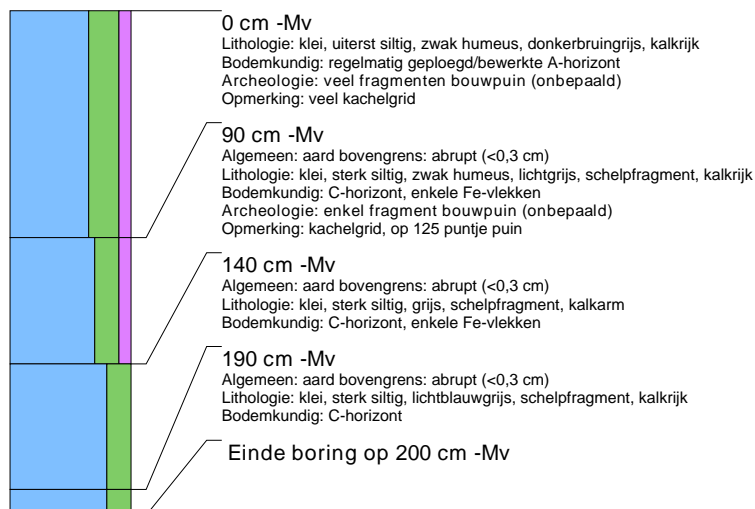 0 cm -Mv
Lithologie: klei, uiterst siltig, zwak humeus, donkerbruingrijs, kalkrijk
Bodemkundig: regelmatig geploegd/bewerkte A-horizont
Archeologie: veel fragmenten bouwpuin (onbepaald)
Opmerking: veel kachelgrid
90 cm -Mv
Algemeen: aard bovengrens: abrupt (<0,3 cm)
Lithologie: klei, sterk siltig, zwak humeus, lichtgrijs, schelpfragment, kalkrijk
Bodemkundig: C-horizont, enkele Fe-vlekken
Archeologie: enkel fragment bouwpuin (onbepaald)
Opmerking: kachelgrid, op 125 puntje puin
140 cm -Mv
Algemeen: aard bovengrens: abrupt (<0,3 cm)
Lithologie: klei, sterk siltig, grijs, schelpfragment, kalkarm
Bodemkundig: C-horizont, enkele Fe-vlekken
190 cm -Mv
Algemeen: aard bovengrens: abrupt (<0,3 cm)
Lithologie: klei, sterk siltig, lichtblauwgrijs, schelpfragment, kalkrijk
Bodemkundig: C-horizont
Einde boring op 200 cm -Mv